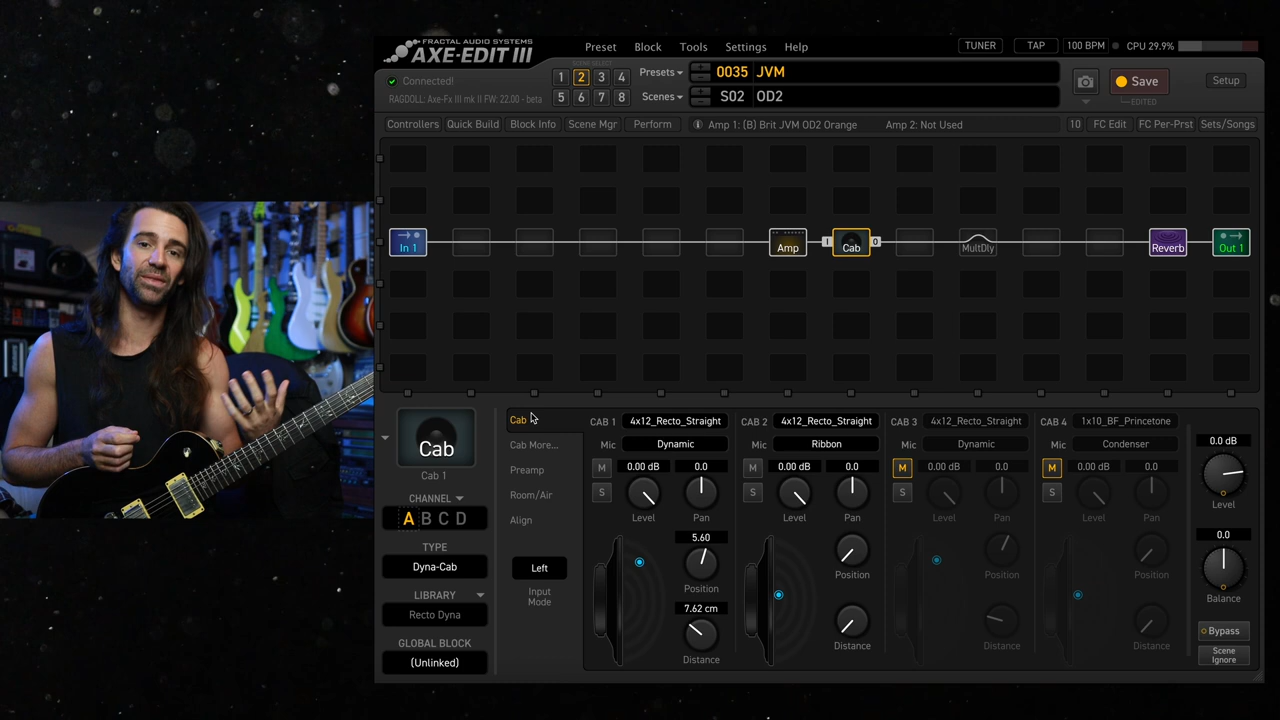 FRACTAL AUDIO SYSTEMS
AXE-EDIT III
Preset Block Tools Settings Help
TUNER TAP 100 BPM CPU 29.9%
Connected!
RAGDOLL: Axe-Fx III mk II FW: 22.00 - beta
SCENE SELECT
1 2 3 4
5 6 7 8
Presets 0035 JVM
Scenes S02 OD2
Save
EDITED
Setup
Controllers Quick Build Block Info Scene Mgr Perform
Amp 1: (B) Brit JVM OD2 Orange Amp 2: Not Used
10 FC Edit FC Per-Prst Sets/Songs
In 1 Amp I Cab O MultDly Reverb Out 1
Cab
Cab 1
CHANNEL
A B C D
TYPE
Dyna-Cab
LIBRARY
Recto Dyna
GLOBAL BLOCK
(Unlinked)
Cab
Cab More...
Preamp
Room/Air
Align
Left
Input
Mode
CAB 1 4x12_Recto_Straight
Mic Dynamic
M 0.00 dB 0.0
S
Level Pan
5.60
Position
7.62 cm
Distance
CAB 2 4x12_Recto_Straight
Mic Ribbon
M 0.00 dB 0.0
S
Level Pan
Position
Distance
CAB 3 4x12_Recto_Straight
Mic Dynamic
M 0.00 dB 0.0
S
Level Pan
Position
Distance
CAB 4 1x10_BF_Princetone
Mic Condenser
M 0.00 dB 0.0
S
Level Pan
Position
Distance
0.0 dB
Level
0.0
Balance
Bypass
Scene
Ignore